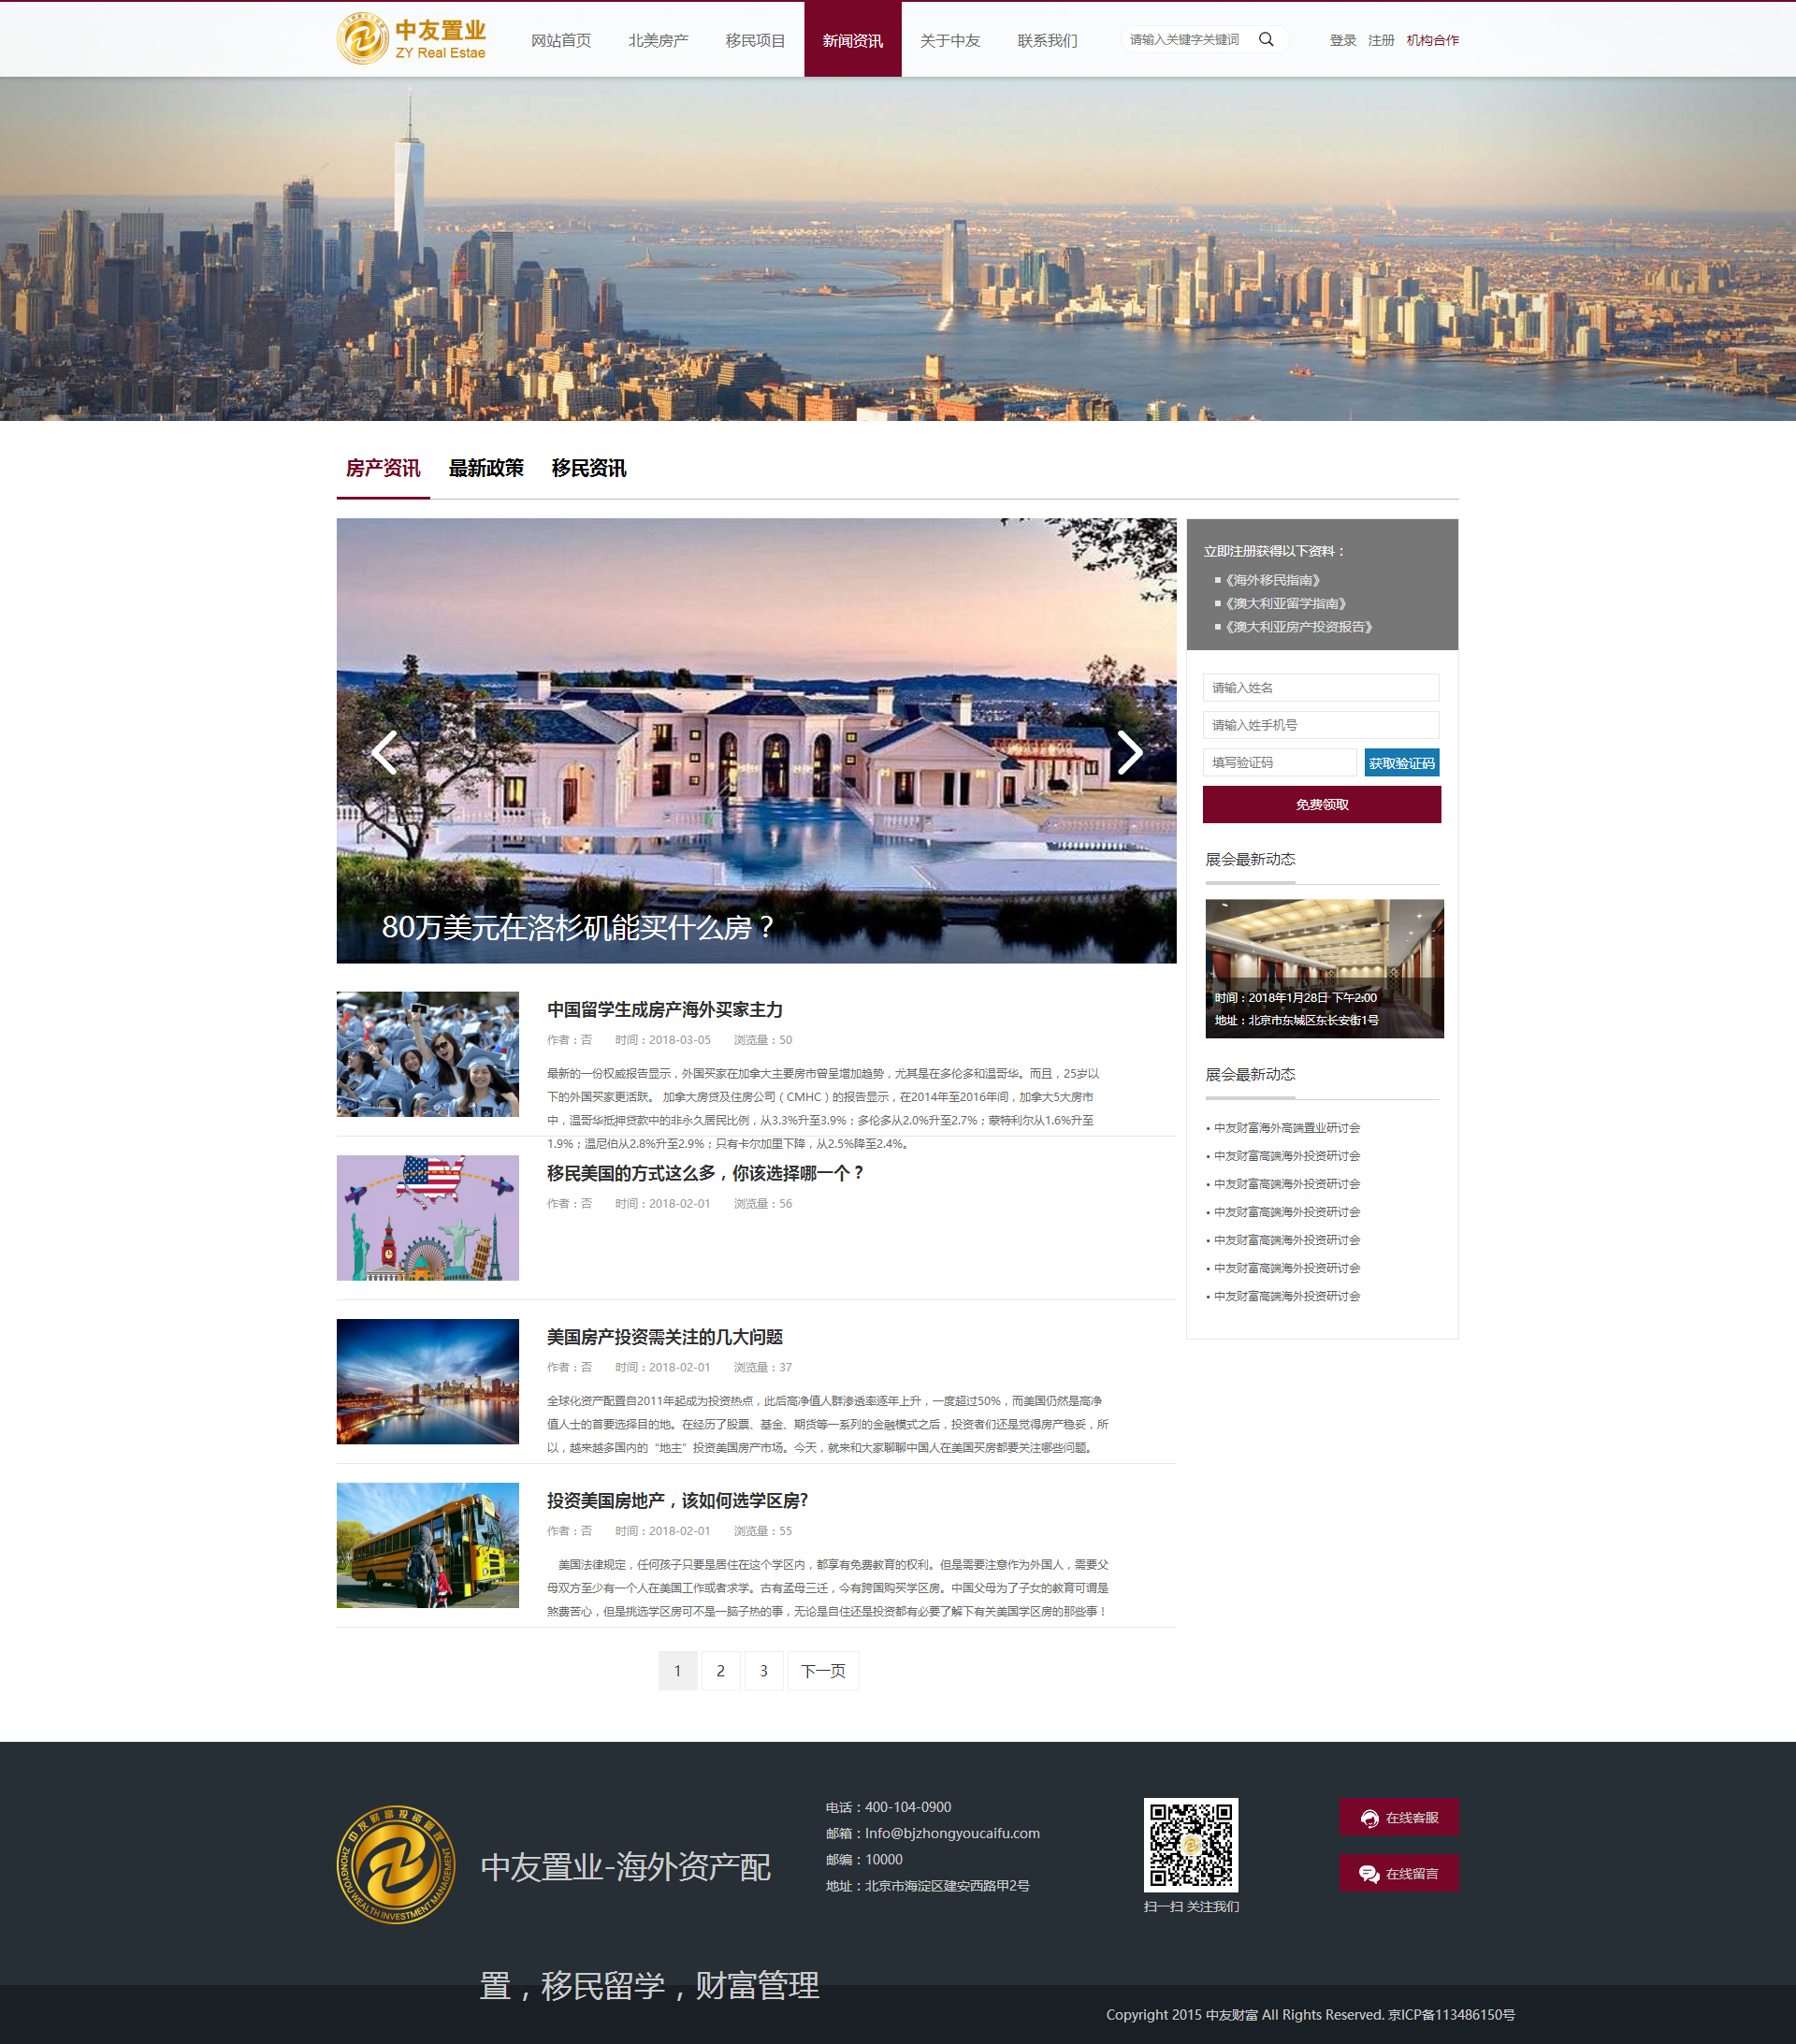 中友置业
ZY Real Estae
网站首页 北美房产 移民项目 新闻资讯 关于中友 联系我们
请输入关键字关键词
登录 注册 机构合作
房产资讯 最新政策 移民资讯
80万美元在洛杉矶能买什么房？
中国留学生成房产海外买家主力
作者：否 时间：2018-03-05 浏览量：50
最新的一份权威报告显示，外国买家在加拿大主要房市曾呈增加趋势，尤其是在多伦多和温哥华。而且，25岁以
下的外国买家更活跃。 加拿大房贷及住房公司（CMHC）的报告显示，在2014年至2016年间，加拿大5大房市
中，温哥华抵押贷款中的非永久居民比例，从3.3%升至3.9%；多伦多从2.0%升至2.7%；蒙特利尔从1.6%升至
1.9%；温尼伯从2.8%升至2.9%；只有卡尔加里下降，从2.5%降至2.4%。
移民美国的方式这么多，你该选择哪一个？
作者：否 时间：2018-02-01 浏览量：56
美国房产投资需关注的几大问题
作者：否 时间：2018-02-01 浏览量：37
全球化资产配置自2011年起成为投资热点，此后高净值人群渗透率逐年上升，一度超过50%，而美国仍然是高净
值人士的首要选择目的地。在经历了股票、基金、期货等一系列的金融模式之后，投资者们还是觉得房产稳妥，所
以，越来越多国内的“地主”投资美国房产市场。今天，就来和大家聊聊中国人在美国买房都要关注哪些问题。
投资美国房地产，该如何选学区房?
作者：否 时间：2018-02-01 浏览量：55
美国法律规定，任何孩子只要是居住在这个学区内，都享有免费教育的权利。但是需要注意作为外国人，需要父
母双方至少有一个人在美国工作或者求学。古有孟母三迁，今有跨国购买学区房。中国父母为了子女的教育可谓是
煞费苦心，但是挑选学区房可不是一脑子热的事，无论是自住还是投资都有必要了解下有关美国学区房的那些事！
1 2 3 下一页
立即注册获得以下资料：
《海外移民指南》
《澳大利亚留学指南》
《澳大利亚房产投资报告》
请输入姓名
请输入姓手机号
填写验证码 获取验证码
免费领取
展会最新动态
时间：2018年1月28日 下午2:00
地址：北京市东城区东长安街1号
展会最新动态
• 中友财富海外高端置业研讨会
• 中友财富高端海外投资研讨会
• 中友财富高端海外投资研讨会
• 中友财富高端海外投资研讨会
• 中友财富高端海外投资研讨会
• 中友财富高端海外投资研讨会
• 中友财富高端海外投资研讨会
中友财富投资管理
ZHONGYOU WEALTH INVESTMENT MANAGEMENT
中友置业-海外资产配
置，移民留学，财富管理
电话：400-104-0900
邮箱：Info@bjzhongyoucaifu.com
邮编：10000
地址：北京市海淀区建安西路甲2号
扫一扫 关注我们
在线客服
在线留言
Copyright 2015 中友财富 All Rights Reserved. 京ICP备113486150号